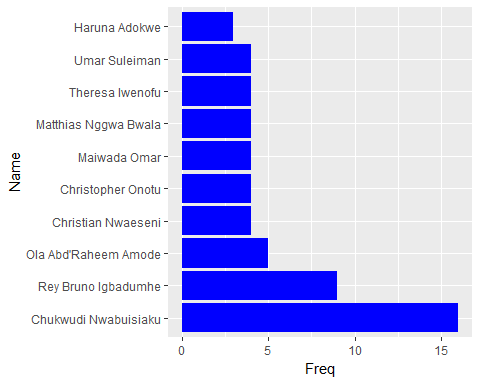 Haruna Adokwe
Umar Suleiman
Theresa Iwenofu
Matthias Nggwa Bwala
Maiwada Omar
Christopher Onotu
Christian Nwaeseni
Ola Abd'Raheem Amode
Rey Bruno Igbadumhe
Chukwudi Nwabuisiaku
Name
0 5 10 15
Freq